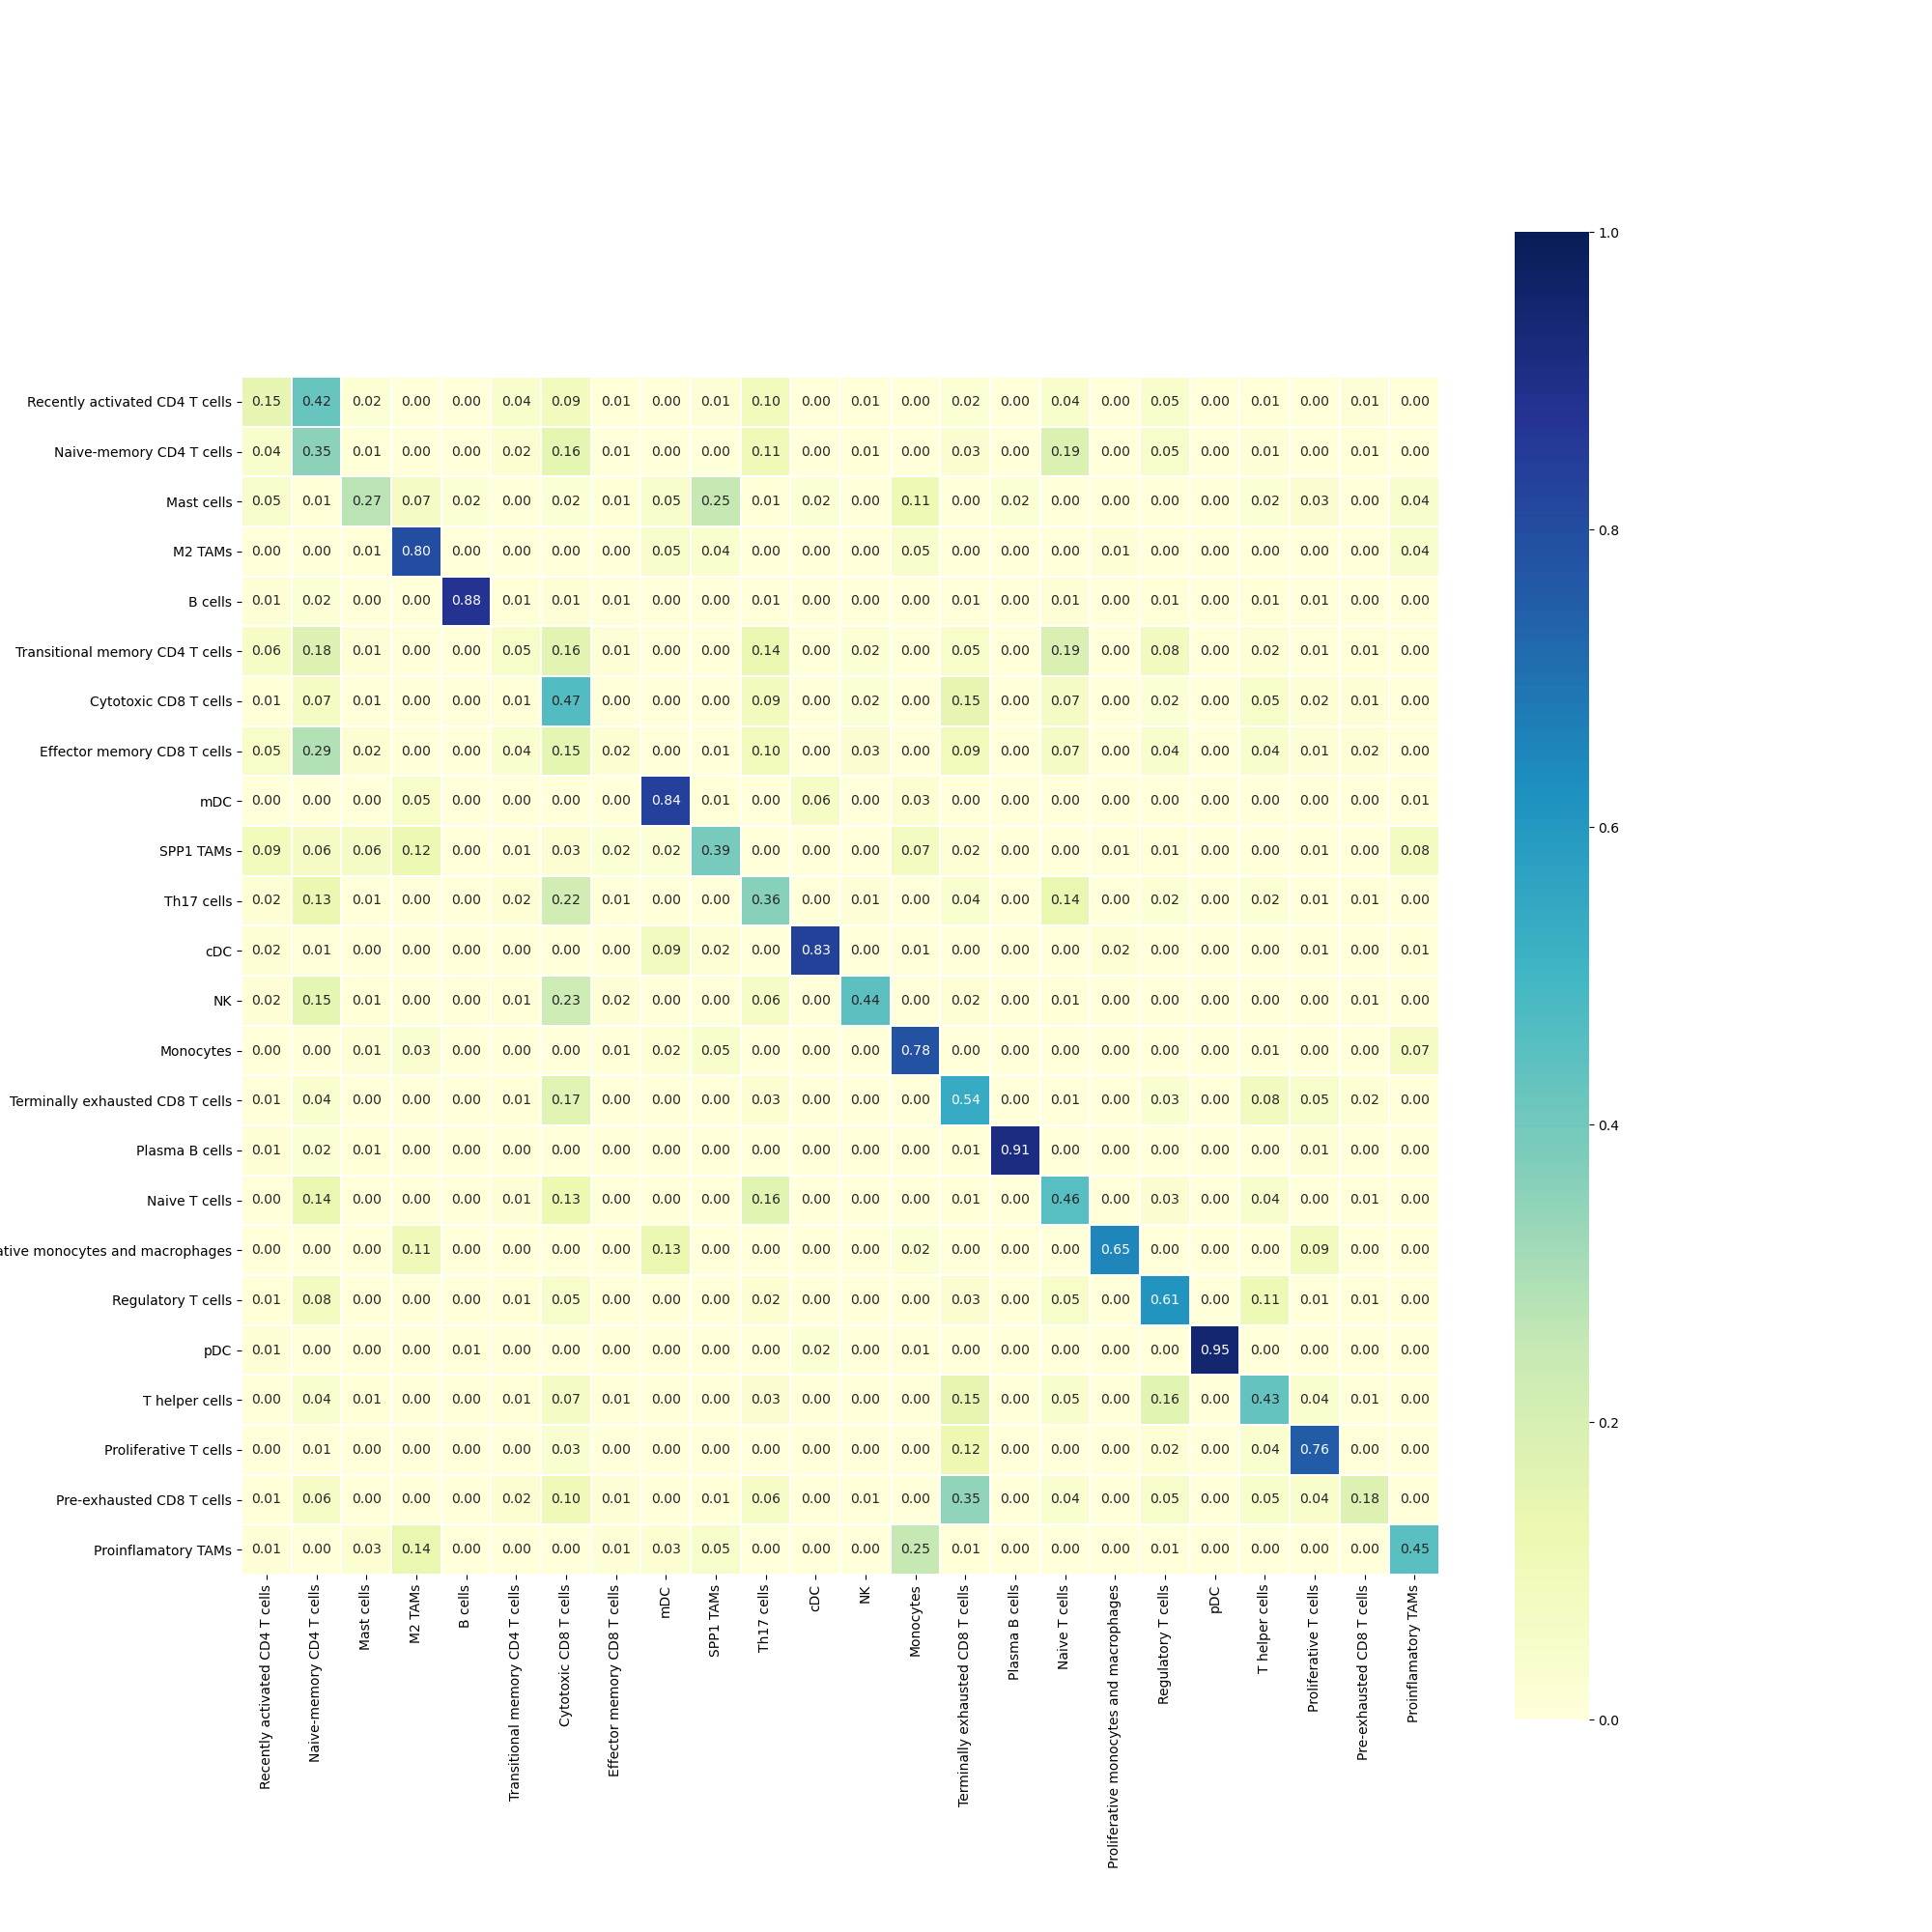 1.0
Recently activated CD4 T cells 0.15 0.42 0.02 0.00 0.00 0.04 0.09 0.01 0.00 0.01 0.10 0.00 0.01 0.00 0.02 0.00 0.04 0.00 0.05 0.00 0.01 0.00 0.01 0.00
Naive-memory CD4 T cells 0.04 0.35 0.01 0.00 0.00 0.02 0.16 0.01 0.00 0.00 0.11 0.00 0.01 0.00 0.03 0.00 0.19 0.00 0.05 0.00 0.01 0.00 0.01 0.00
Mast cells 0.05 0.01 0.27 0.07 0.02 0.00 0.02 0.01 0.05 0.25 0.01 0.02 0.00 0.11 0.00 0.02 0.00 0.00 0.00 0.00 0.02 0.03 0.00 0.04
0.8
M2 TAMs 0.00 0.00 0.01 0.80 0.00 0.00 0.00 0.00 0.05 0.04 0.00 0.00 0.00 0.05 0.00 0.00 0.00 0.01 0.00 0.00 0.00 0.00 0.00 0.04
B cells 0.01 0.02 0.00 0.00 0.88 0.01 0.01 0.01 0.00 0.00 0.01 0.00 0.00 0.00 0.01 0.00 0.01 0.00 0.01 0.00 0.01 0.01 0.00 0.00
Transitional memory CD4 T cells 0.06 0.18 0.01 0.00 0.00 0.05 0.16 0.01 0.00 0.00 0.14 0.00 0.02 0.00 0.05 0.00 0.19 0.00 0.08 0.00 0.02 0.01 0.01 0.00
Cytotoxic CD8 T cells 0.01 0.07 0.01 0.00 0.00 0.01 0.47 0.00 0.00 0.00 0.09 0.00 0.02 0.00 0.15 0.00 0.07 0.00 0.02 0.00 0.05 0.02 0.01 0.00
Effector memory CD8 T cells 0.05 0.29 0.02 0.00 0.00 0.04 0.15 0.02 0.00 0.01 0.10 0.00 0.03 0.00 0.09 0.00 0.07 0.00 0.04 0.00 0.04 0.01 0.02 0.00
mDC 0.00 0.00 0.00 0.05 0.00 0.00 0.00 0.00 0.84 0.01 0.00 0.06 0.00 0.03 0.00 0.00 0.00 0.00 0.00 0.00 0.00 0.00 0.00 0.01
0.6
SPP1 TAMs 0.09 0.06 0.06 0.12 0.00 0.01 0.03 0.02 0.02 0.39 0.00 0.00 0.00 0.07 0.02 0.00 0.00 0.01 0.01 0.00 0.00 0.01 0.00 0.08
Th17 cells 0.02 0.13 0.01 0.00 0.00 0.02 0.22 0.01 0.00 0.00 0.36 0.00 0.01 0.00 0.04 0.00 0.14 0.00 0.02 0.00 0.02 0.01 0.01 0.00
cDC 0.02 0.01 0.00 0.00 0.00 0.00 0.00 0.00 0.09 0.02 0.00 0.83 0.00 0.01 0.00 0.00 0.00 0.02 0.00 0.00 0.00 0.01 0.00 0.01
NK 0.02 0.15 0.01 0.00 0.00 0.01 0.23 0.02 0.00 0.00 0.06 0.00 0.44 0.00 0.02 0.00 0.01 0.00 0.00 0.00 0.00 0.00 0.01 0.00
Monocytes 0.00 0.00 0.01 0.03 0.00 0.00 0.00 0.01 0.02 0.05 0.00 0.00 0.00 0.78 0.00 0.00 0.00 0.00 0.00 0.00 0.01 0.00 0.00 0.07
Terminally exhausted CD8 T cells 0.01 0.04 0.00 0.00 0.00 0.01 0.17 0.00 0.00 0.00 0.03 0.00 0.00 0.00 0.54 0.00 0.01 0.00 0.03 0.00 0.08 0.05 0.02 0.00
0.4
Plasma B cells 0.01 0.02 0.01 0.00 0.00 0.00 0.00 0.00 0.00 0.00 0.00 0.00 0.00 0.00 0.01 0.91 0.00 0.00 0.00 0.00 0.00 0.01 0.00 0.00
Naive T cells 0.00 0.14 0.00 0.00 0.00 0.01 0.13 0.00 0.00 0.00 0.16 0.00 0.00 0.00 0.01 0.00 0.46 0.00 0.03 0.00 0.04 0.00 0.01 0.00
ative monocytes and macrophages 0.00 0.00 0.00 0.11 0.00 0.00 0.00 0.00 0.13 0.00 0.00 0.00 0.00 0.02 0.00 0.00 0.00 0.65 0.00 0.00 0.00 0.09 0.00 0.00
Regulatory T cells 0.01 0.08 0.00 0.00 0.00 0.01 0.05 0.00 0.00 0.00 0.02 0.00 0.00 0.00 0.03 0.00 0.05 0.00 0.61 0.00 0.11 0.01 0.01 0.00
pDC 0.01 0.00 0.00 0.00 0.01 0.00 0.00 0.00 0.00 0.00 0.00 0.02 0.00 0.01 0.00 0.00 0.00 0.00 0.00 0.95 0.00 0.00 0.00 0.00
T helper cells 0.00 0.04 0.01 0.00 0.00 0.01 0.07 0.01 0.00 0.00 0.03 0.00 0.00 0.00 0.15 0.00 0.05 0.00 0.16 0.00 0.43 0.04 0.01 0.00
0.2
Proliferative T cells 0.00 0.01 0.00 0.00 0.00 0.00 0.03 0.00 0.00 0.00 0.00 0.00 0.00 0.00 0.12 0.00 0.00 0.00 0.02 0.00 0.04 0.76 0.00 0.00
Pre-exhausted CD8 T cells 0.01 0.06 0.00 0.00 0.00 0.02 0.10 0.01 0.00 0.01 0.06 0.00 0.01 0.00 0.35 0.00 0.04 0.00 0.05 0.00 0.05 0.04 0.18 0.00
Proinflamatory TAMs 0.01 0.00 0.03 0.14 0.00 0.00 0.00 0.01 0.03 0.05 0.00 0.00 0.00 0.25 0.01 0.00 0.00 0.00 0.01 0.00 0.00 0.00 0.00 0.45
0.0
Recently activated CD4 T cells
Naive-memory CD4 T cells
Mast cells
M2 TAMs
B cells
Transitional memory CD4 T cells
Cytotoxic CD8 T cells
Effector memory CD8 T cells
mDC
SPP1 TAMs
Th17 cells
cDC
NK
Monocytes
Terminally exhausted CD8 T cells
Plasma B cells
Naive T cells
Proliferative monocytes and macrophages
Regulatory T cells
pDC
T helper cells
Proliferative T cells
Pre-exhausted CD8 T cells
Proinflamatory TAMs